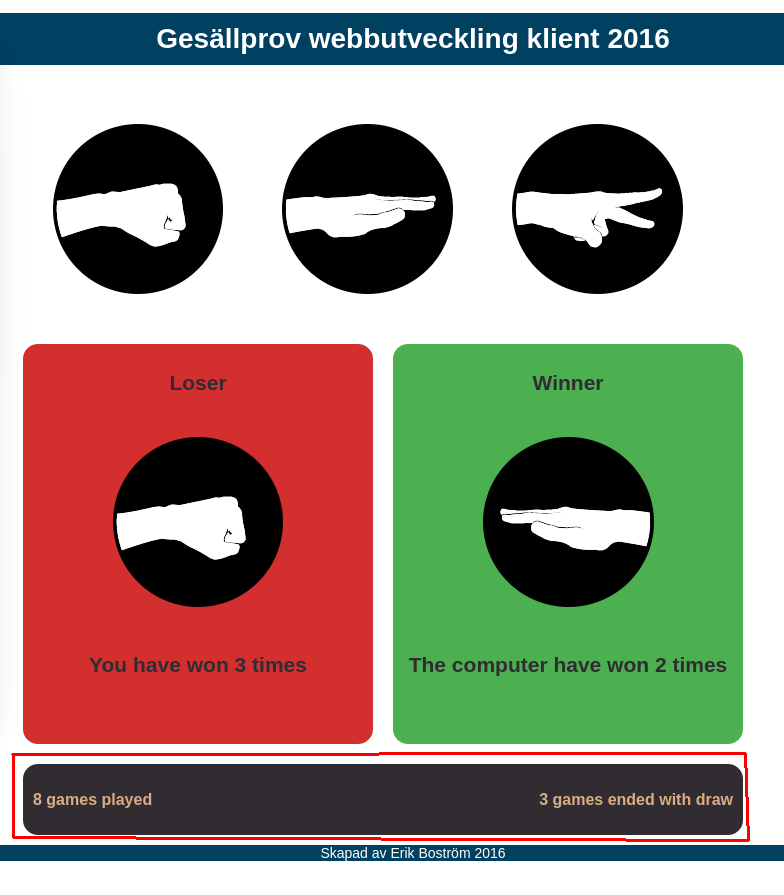 Gesällprov webbutveckling klient 2016
Loser
Winner
You have won 3 times
The computer have won 2 times
8 games played
3 games ended with draw
Skapad av Erik Boström 2016